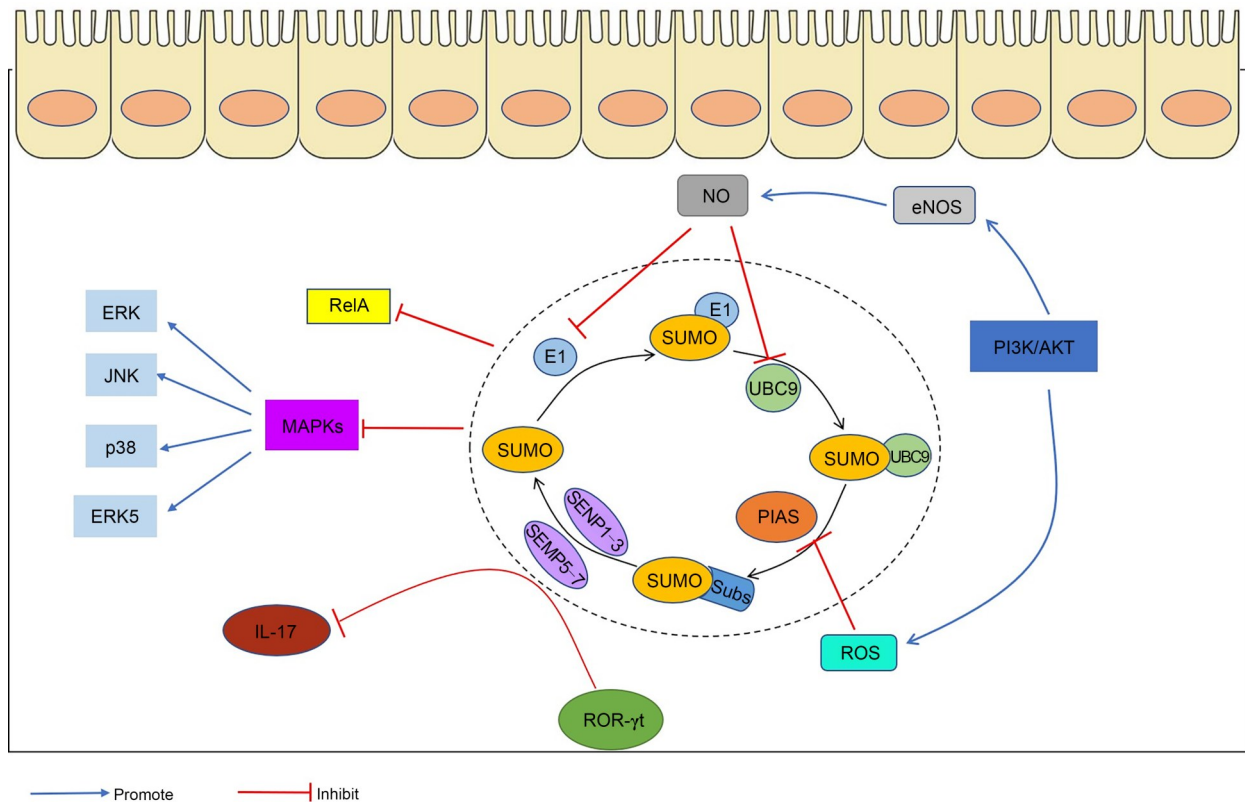 NO
eNOS
RelA
E1
SUMO
E1
ERK
JNK
p38
ERK5
MAPKs
UBC9
PI3K/AKT
SUMO
SUMO
UBC9
PIAS
SENP1-3
SEMP5-7
SUMO
Subs
IL-17
ROS
ROR-γt
Promote
Inhibit